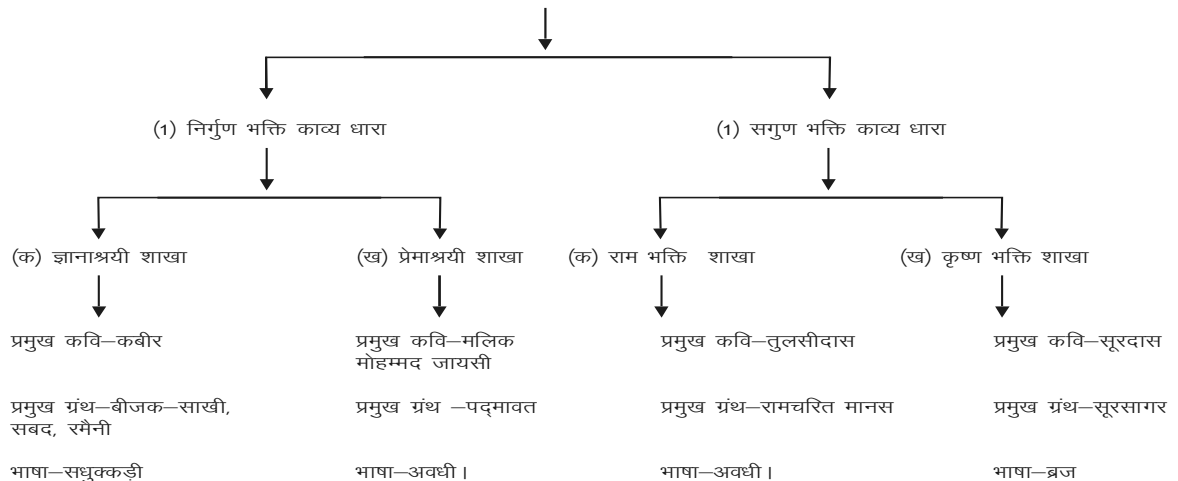 (1) निर्गुण भक्ति काव्य धारा
(1) सगुण भक्ति काव्य धारा
(क) ज्ञानाश्रयी शाखा
(ख) प्रेमाश्रयी शाखा
(क) राम भक्ति शाखा
(ख) कृष्ण भक्ति शाखा
प्रमुख कवि–कबीर
प्रमुख कवि–मलिक
मोहम्मद जायसी
प्रमुख कवि–तुलसीदास
प्रमुख कवि–सूरदास
प्रमुख ग्रंथ–बीजक–साखी,
सबद, रमैनी
प्रमुख ग्रंथ –पद्मावत
प्रमुख ग्रंथ–रामचरित मानस
प्रमुख ग्रंथ–सूरसागर
भाषा–सधुक्कड़ी
भाषा–अवधी।
भाषा–अवधी।
भाषा–ब्रज